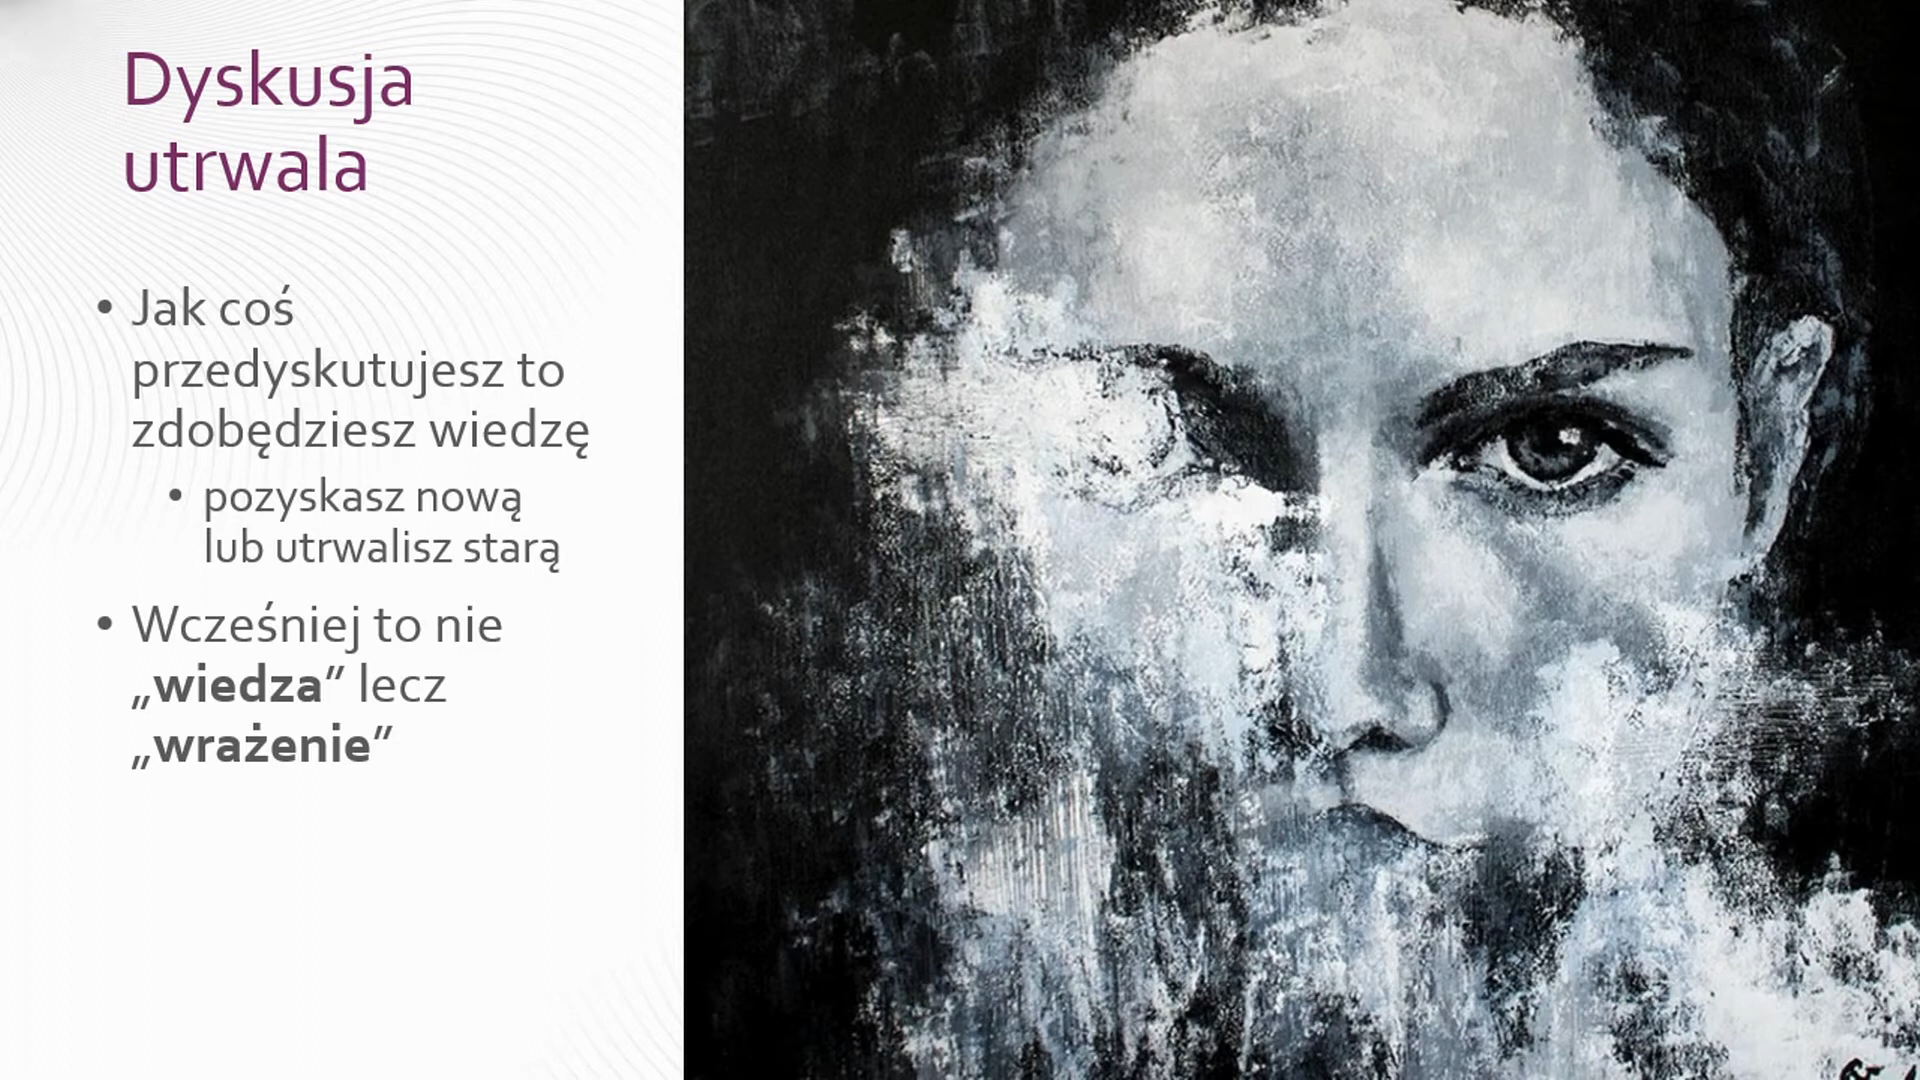 Dyskusja
utrwala
• Jak coś
przedyskutujesz to
zdobędziesz wiedzę
• pozyskasz nową
lub utrwalisz starą
• Wcześniej to nie
„wiedza” lecz
„wrażenie”